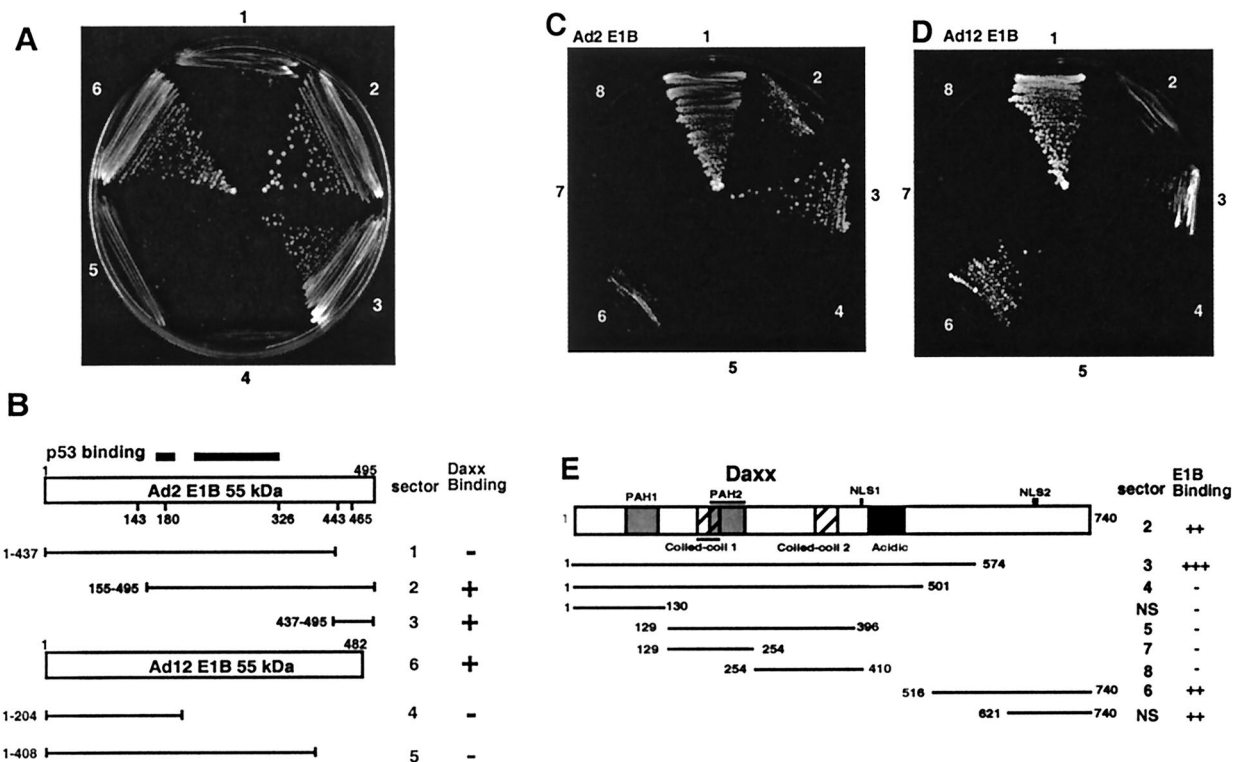 A
1
6
2
5
3
4
C
Ad2 E1B
1
8
2
7
3
6
4
5
D
Ad12 E1B
1
8
2
7
3
6
4
5
B
p53 binding
1
495
Ad2 E1B 55 kDa
sector
Daxx Binding
143 180 326 443 465
1-437 1 -
155-495 2 +
437-495 3 +
1 482
Ad12 E1B 55 kDa 6 +
1-204 4 -
1-408 5 -
E
Daxx
sector
E1B Binding
PAH1 PAH2 NLS1 NLS2
1 740 2 ++
Coiled-coil 1 Coiled-coil 2 Acidic
1 574 3 +++
1 501 4 -
1 130 NS -
129 396 5 -
129 254 7 -
254 410 8 -
516 740 6 ++
621 740 NS ++